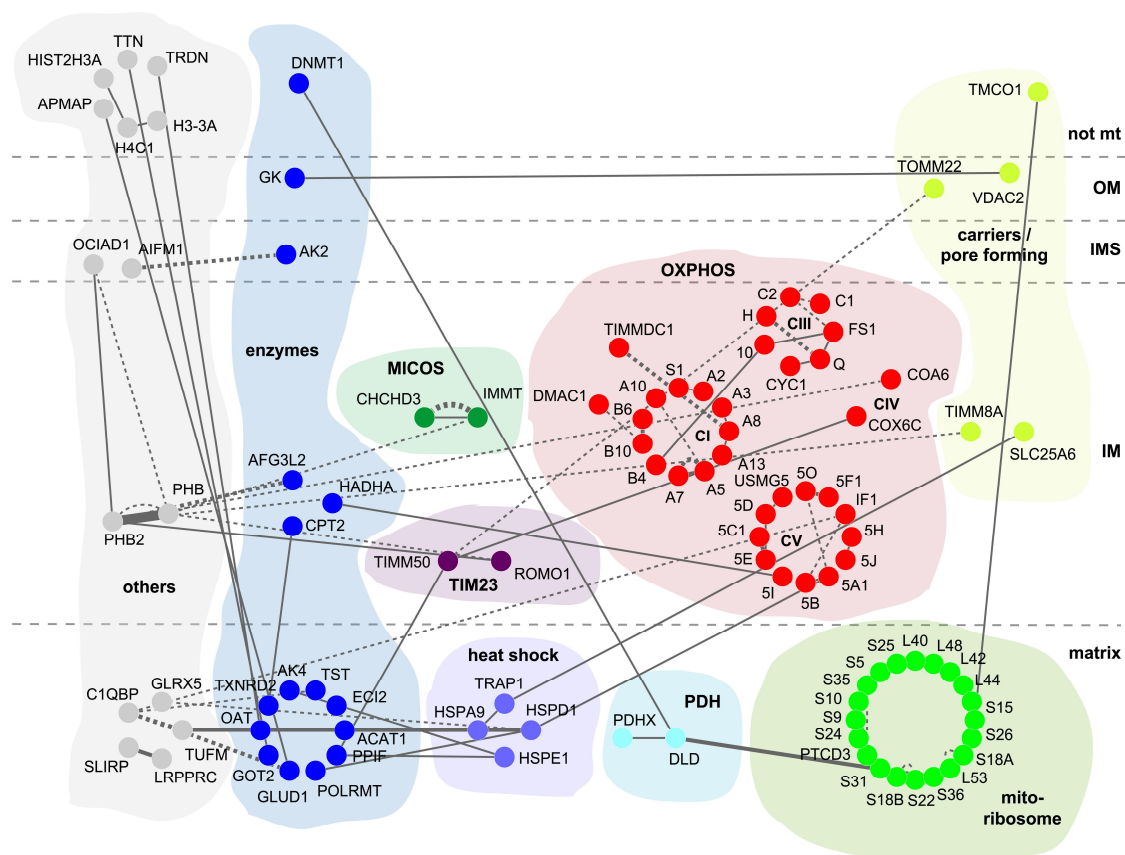 TTN
HIST2H3A
TRDN
APMAP
H3-3A
H4C1
DNMT1
TMCO1
not mt
GK
TOMM22
VDAC2
OM
OCIAD1
AIFM1
AK2
carriers /
pore forming
IMS
OXPHOS
C2
C1
H
CIII
FS1
10
Q
CYC1
TIMMDC1
enzymes
MICOS
CHCHD3
IMMT
DMAC1
S1
A10
A2
B6
A3
A8
CI
B10
A13
B4
A7
A5
COA6
CIV
COX6C
TIMM8A
SLC25A6
IM
AFG3L2
PHB
HADHA
PHB2
CPT2
USMG5
5O
5F1
5D
IF1
5C1
CV
5H
5E
5J
5I
5B
5A1
TIMM50
TIM23
ROMO1
others
matrix
heat shock
C1QBP
GLRX5
TXNRD2
AK4
TST
ECI2
OAT
ACAT1
TUFM
PPIF
SLIRP
LRPPRC
GOT2
GLUD1
POLRMT
TRAP1
HSPA9
HSPD1
HSPE1
PDH
PDHX
DLD
S25
L40
L48
S5
L42
S35
L44
S10
S15
S9
S26
S24
S18A
PTCD3
L53
S31
S36
S18B
S22
mito-
ribosome